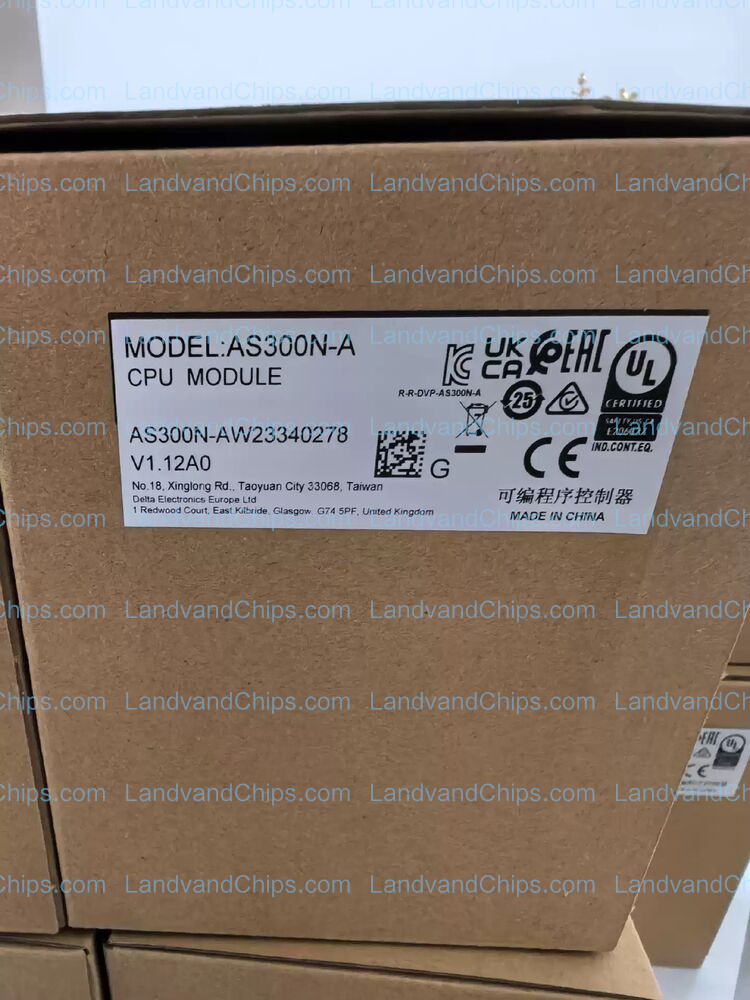 LandvandChips.com
MODEL:AS300N-A
CPU MODULE
AS300N-AW23340278
V1.12A0
G
No.18, Xinglong Rd., Taoyuan City 33068, Taiwan
Delta Electronics Europe Ltd
1 Redwood Court, East Kilbride, Glasgow. G74 5PF, United Kingdom
UK
CA
EAC
R-R-DVP-AS300N-A
25
UL
CERTIFIED
IND.CONT.EQ.
CE
可编程序控制器
MADE IN CHINA